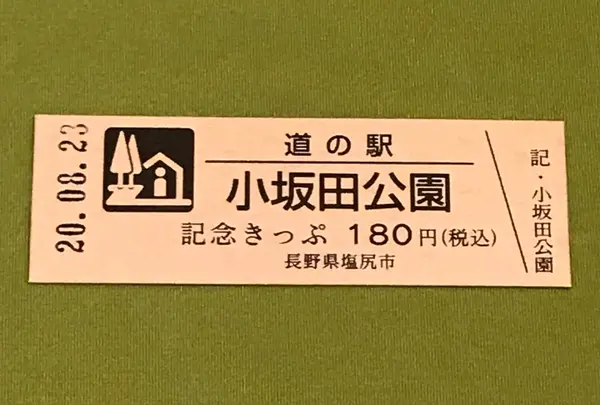 20.08.23
道の駅
小坂田公園
記念きっぷ 180円(税込)
長野県塩尻市
記・小坂田公園